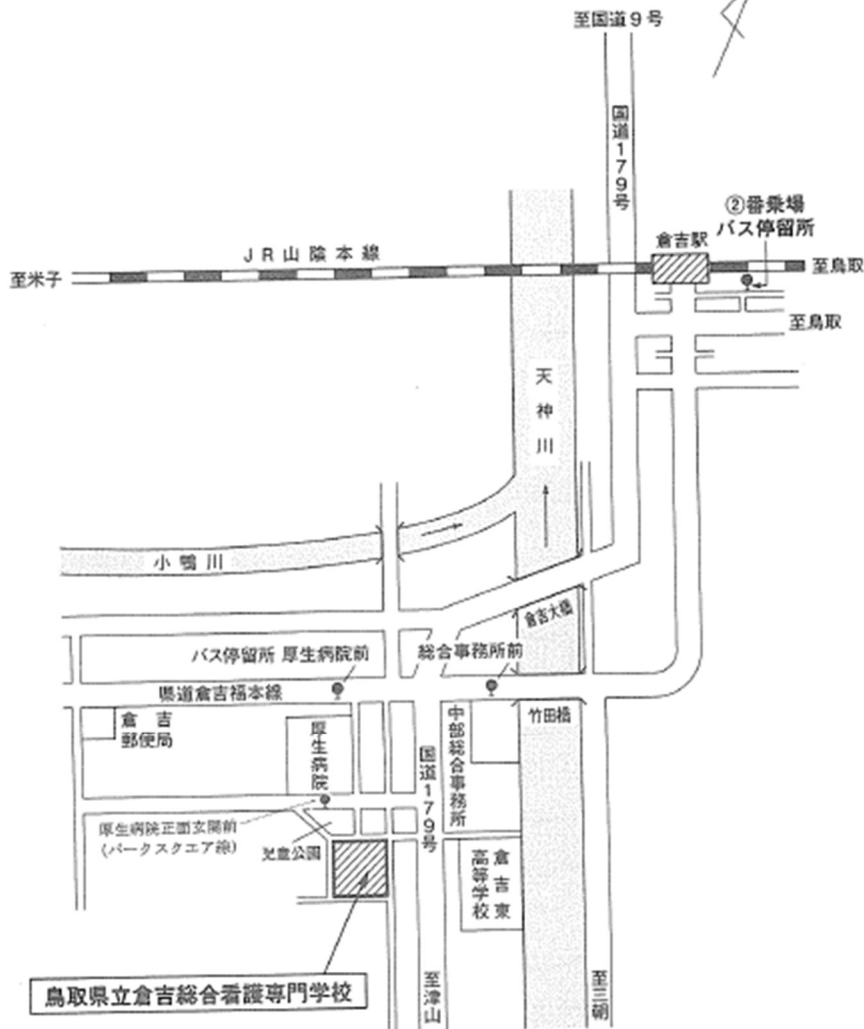 至国道9号
国道179号
②番乗場
バス停留所
倉吉駅
JR山陰本線
至米子
至鳥取
至鳥取
天神川
小鴨川
倉吉大橋
バス停留所 厚生病院前
総合事務所前
県道倉吉福本線
竹田橋
倉吉
郵便局
厚生病院
国道179号
中部総合事務所
厚生病院正面玄関前
(パークスクエア線)
児童公園
倉吉東
高等学校
鳥取県立倉吉総合看護専門学校
至津山
至三朝